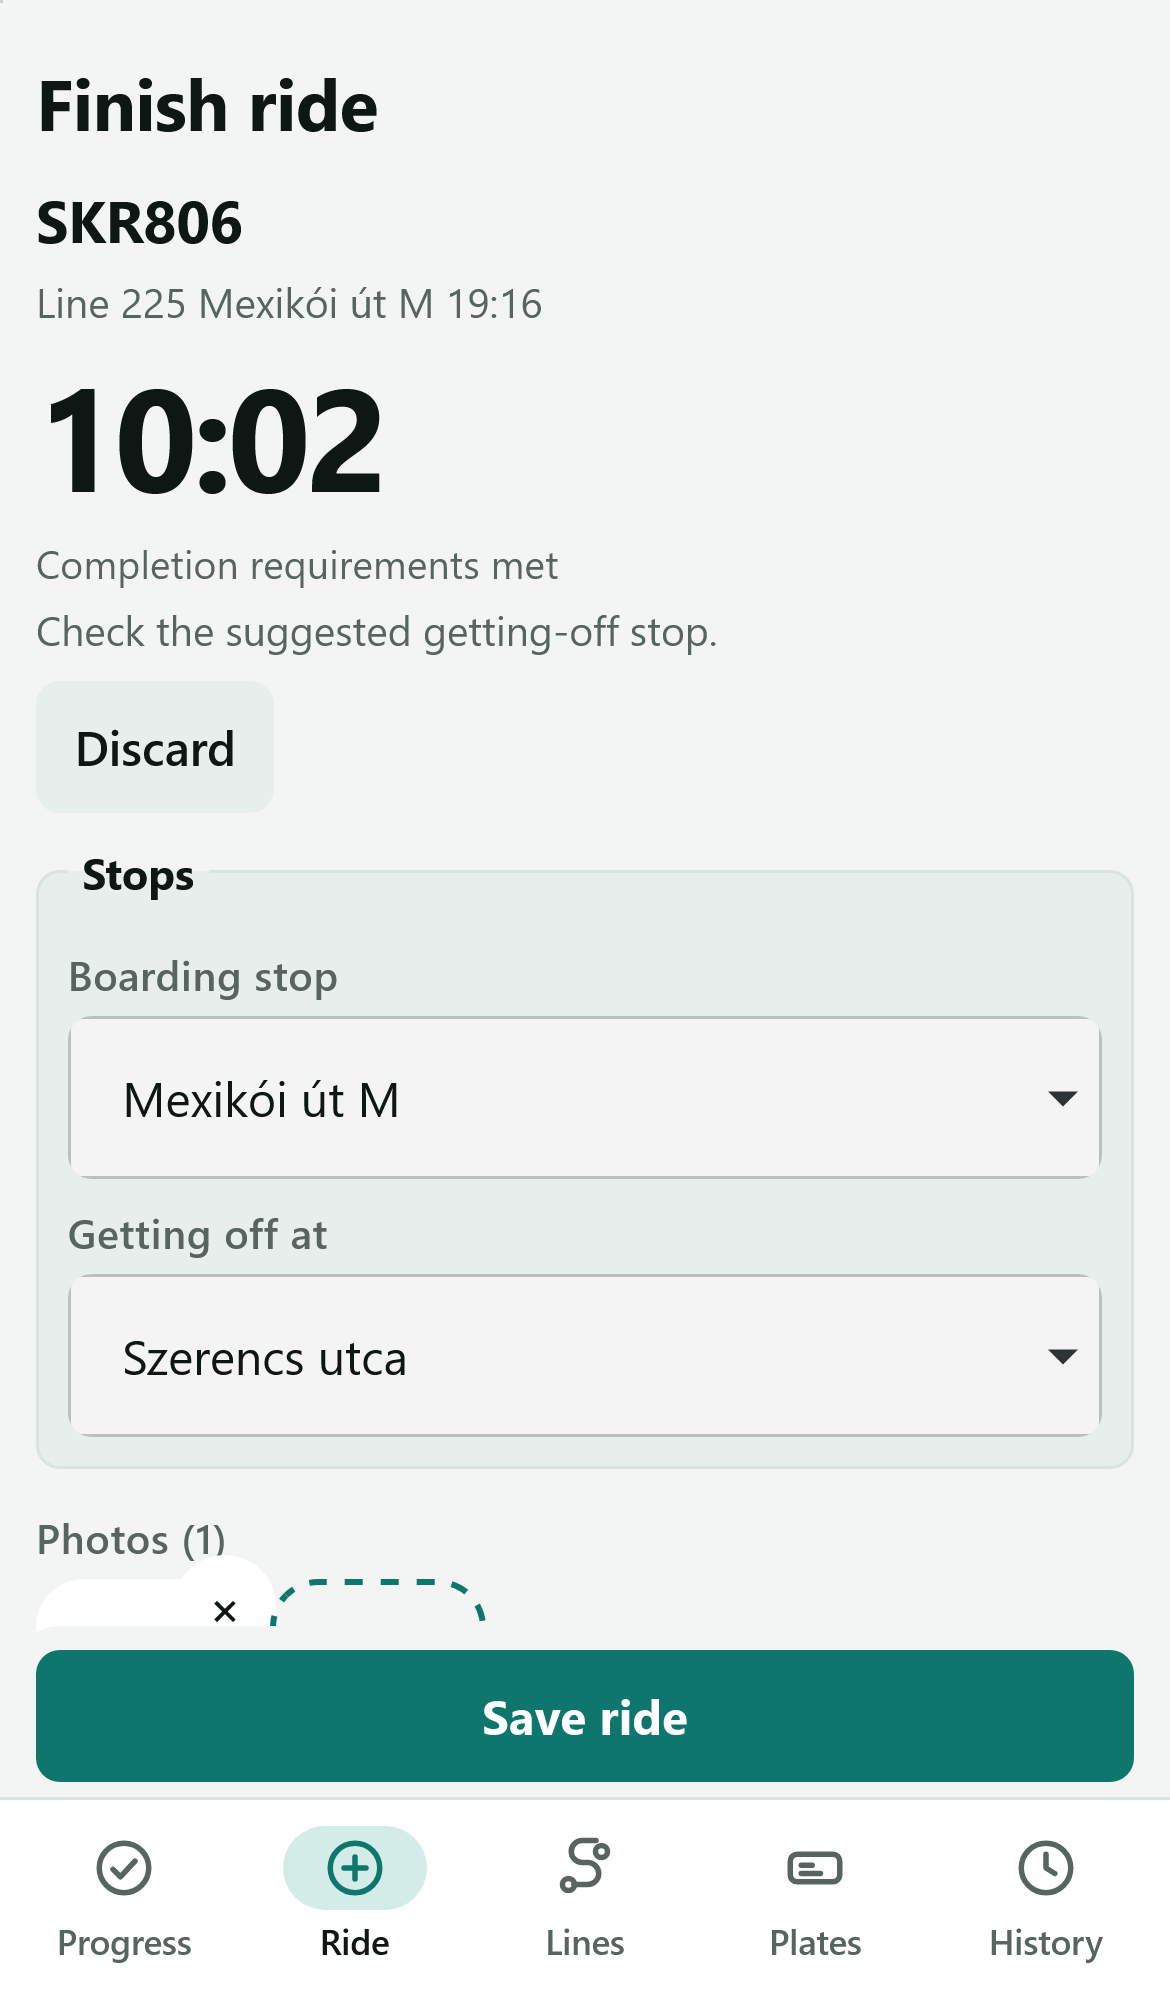 Finish ride
SKR806
Line 225 Mexikói út M 19:16
10:02
Completion requirements met
Check the suggested getting-off stop.
Discard
Stops
Boarding stop
Mexikói út M
Getting off at
Szerencs utca
Photos (1)
×
Save ride
Progress
Ride
Lines
Plates
History